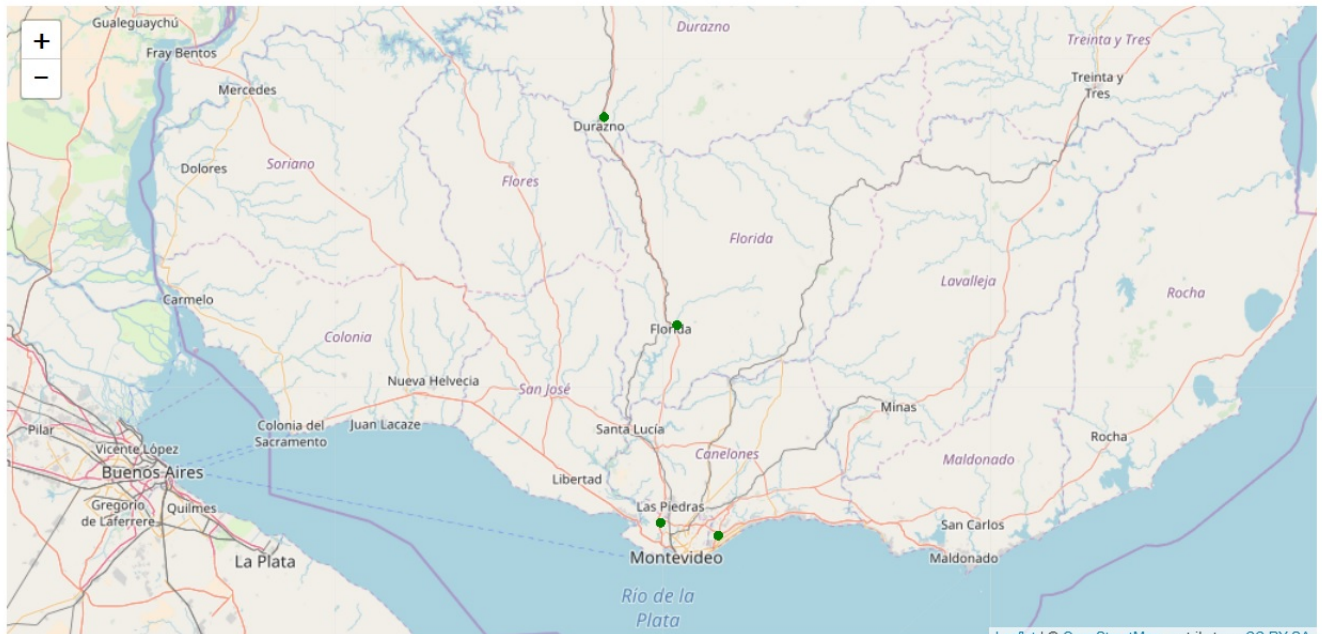 Gualeguaychú
Durazno
+
Fray Bentos
Treinta y Tres
−
Mercedes
Treinta y
Tres
Durazno
Soriano
Dolores
Flores
Florida
Lavalleja
Rocha
Carmelo
Florida
Colonia
Nueva Helvecia
San José
Minas
Colonia del
Sacramento
Juan Lacaze
Santa Lucía
Pilar
Rocha
Vicente López
Canelones
Maldonado
Buenos Aires
Libertad
Gregorio
de Laferrere
Quilmes
Las Piedras
San Carlos
La Plata
Montevideo
Maldonado
Río de la
Plata